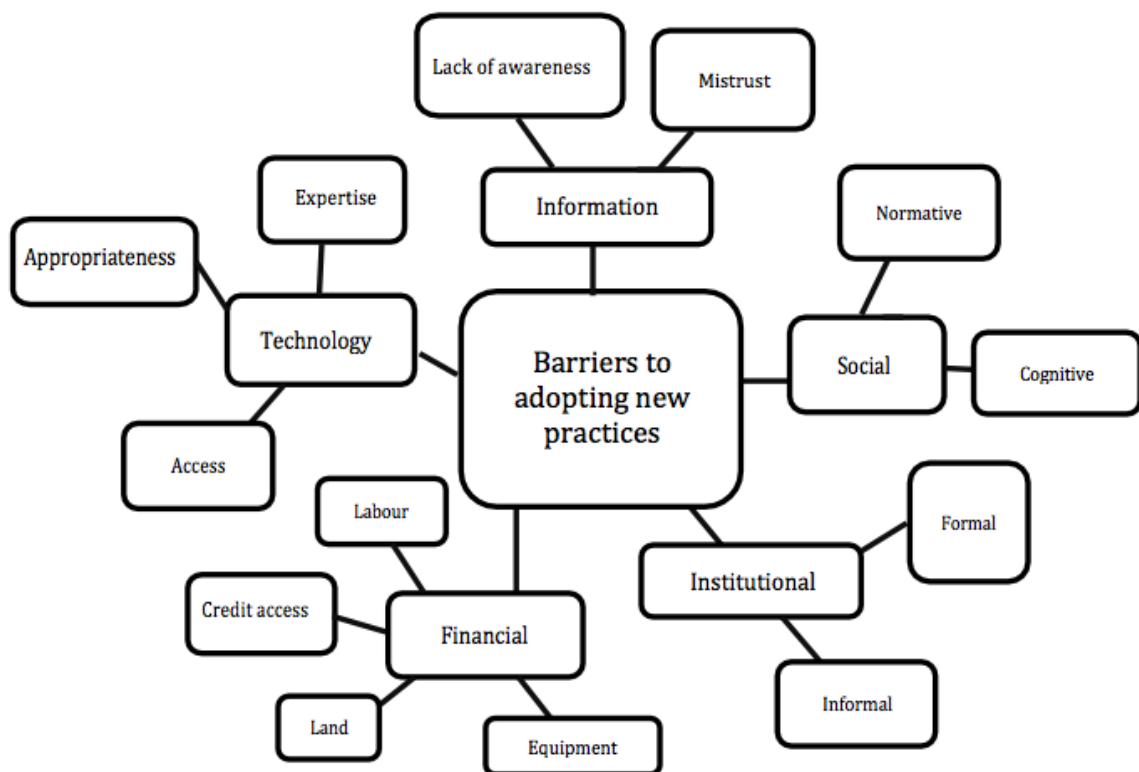 Lack of awareness
Mistrust
Expertise
Information
Normative
Appropriateness
Technology
Barriers to
adopting new
practices
Social
Cognitive
Access
Labour
Formal
Institutional
Credit access
Financial
Informal
Land
Equipment